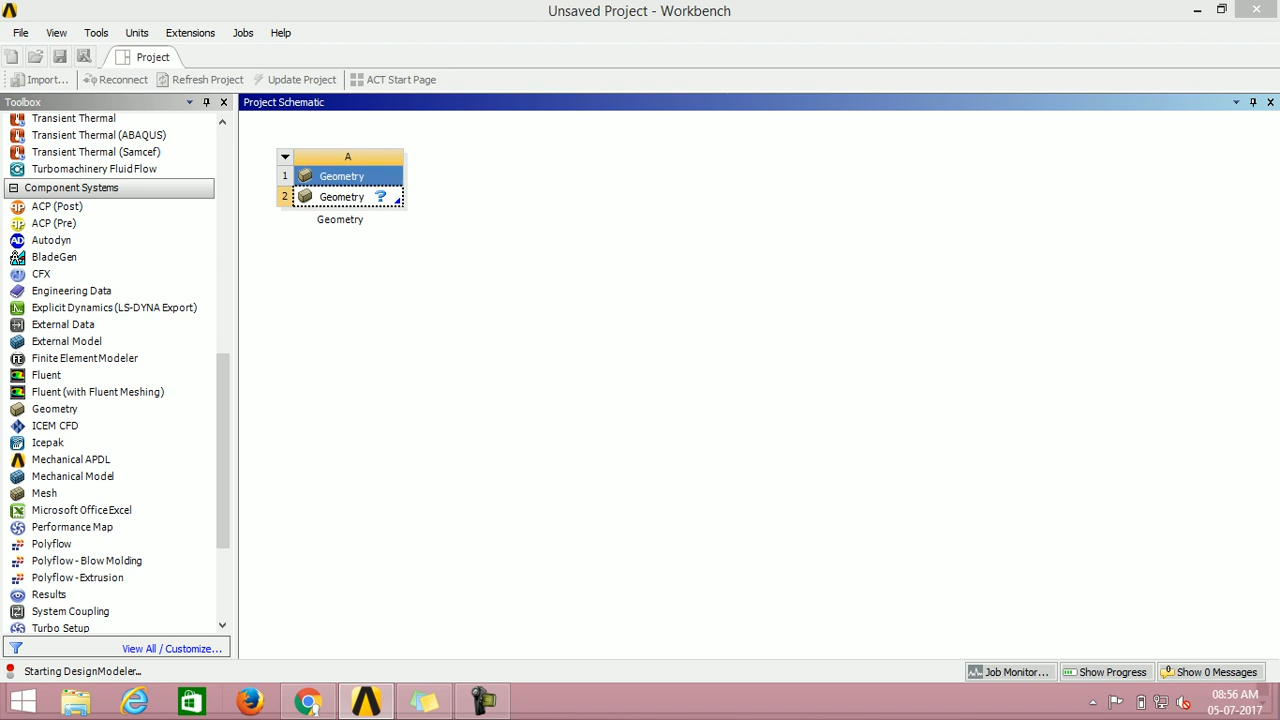 Unsaved Project - Workbench
File View Tools Units Extensions Jobs Help
Project
Import... Reconnect Refresh Project Update Project ACT Start Page
Toolbox
Project Schematic
Transient Thermal
Transient Thermal (ABAQUS)
Transient Thermal (Samcef)
Turbomachinery Fluid Flow
Component Systems
ACP (Post)
ACP (Pre)
Autodyn
BladeGen
CFX
Engineering Data
Explicit Dynamics (LS-DYNA Export)
External Data
External Model
Finite Element Modeler
Fluent
Fluent (with Fluent Meshing)
Geometry
ICEM CFD
Icepak
Mechanical APDL
Mechanical Model
Mesh
Microsoft Office Excel
Performance Map
Polyflow
Polyflow - Blow Molding
Polyflow - Extrusion
Results
System Coupling
Turbo Setup
View All / Customize...
A
1 Geometry
2 Geometry ?
Geometry
Starting DesignModeler...
Job Monitor... Show Progress Show 0 Messages
08:56 AM
05-07-2017